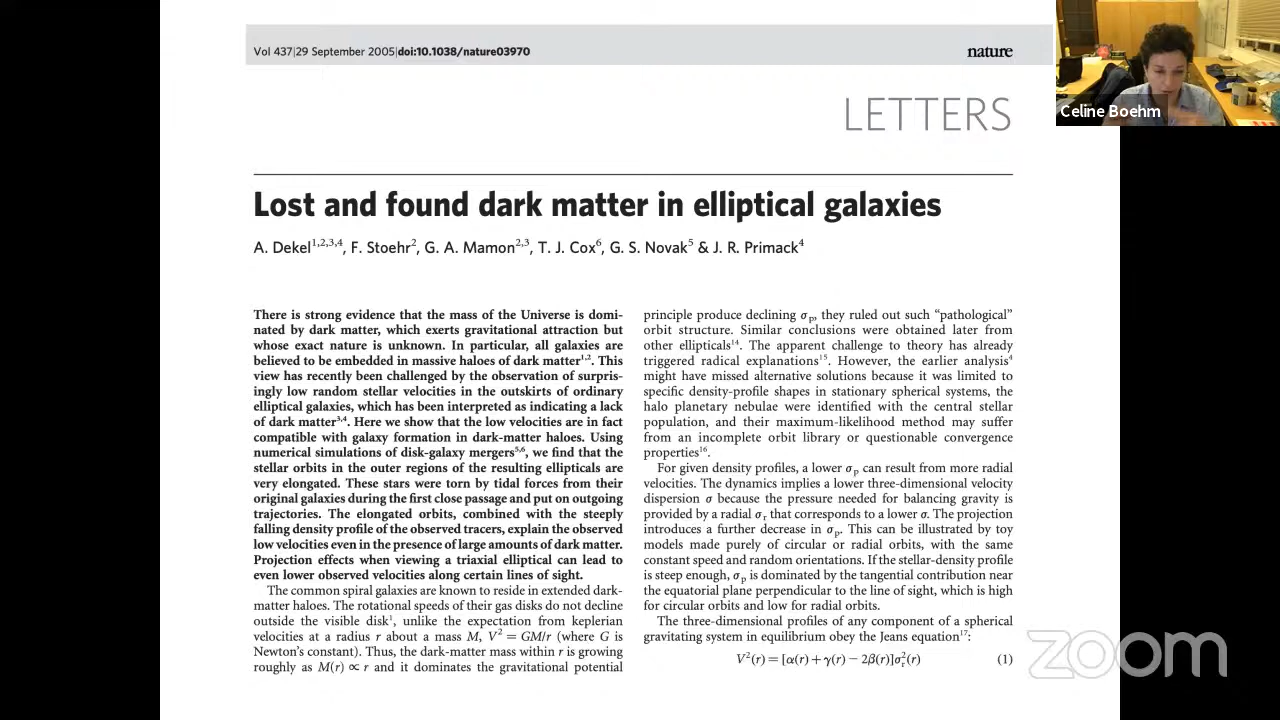 Vol 437|29 September 2005|doi:10.1038/nature03970
nature
Celine Boehm
LETTERS
Lost and found dark matter in elliptical galaxies
A. Dekel1,2,3,4, F. Stoehr2, G. A. Mamon2,3, T. J. Cox6, G. S. Novak5 & J. R. Primack4
There is strong evidence that the mass of the Universe is domi-
nated by dark matter, which exerts gravitational attraction but
whose exact nature is unknown. In particular, all galaxies are
believed to be embedded in massive haloes of dark matter1,2. This
view has recently been challenged by the observation of surpris-
ingly low random stellar velocities in the outskirts of ordinary
elliptical galaxies, which has been interpreted as indicating a lack
of dark matter3,4. Here we show that the low velocities are in fact
compatible with galaxy formation in dark-matter haloes. Using
numerical simulations of disk-galaxy mergers5,6, we find that the
stellar orbits in the outer regions of the resulting ellipticals are
very elongated. These stars were torn by tidal forces from their
original galaxies during the first close passage and put on outgoing
trajectories. The elongated orbits, combined with the steeply
falling density profile of the observed tracers, explain the observed
low velocities even in the presence of large amounts of dark matter.
Projection effects when viewing a triaxial elliptical can lead to
even lower observed velocities along certain lines of sight.
The common spiral galaxies are known to reside in extended dark-
matter haloes. The rotational speeds of their gas disks do not decline
outside the visible disk1, unlike the expectation from keplerian
velocities at a radius r about a mass M, V² = GM/r (where G is
Newton's constant). Thus, the dark-matter mass within r is growing
roughly as M(r) ∝ r and it dominates the gravitational potential
principle produce declining σp, they ruled out such “pathological”
orbit structure. Similar conclusions were obtained later from
other ellipticals14. The apparent challenge to theory has already
triggered radical explanations15. However, the earlier analysis4
might have missed alternative solutions because it was limited to
specific density-profile shapes in stationary spherical systems, the
halo planetary nebulae were identified with the central stellar
population, and their maximum-likelihood method may suffer
from an incomplete orbit library or questionable convergence
properties16.
For given density profiles, a lower σp can result from more radial
velocities. The dynamics implies a lower three-dimensional velocity
dispersion σ because the pressure needed for balancing gravity is
provided by a radial σr that corresponds to a lower σ. The projection
introduces a further decrease in σp. This can be illustrated by toy
models made purely of circular or radial orbits, with the same
constant speed and random orientations. If the stellar-density profile
is steep enough, σp is dominated by the tangential contribution near
the equatorial plane perpendicular to the line of sight, which is high
for circular orbits and low for radial orbits.
The three-dimensional profiles of any component of a spherical
gravitating system in equilibrium obey the Jeans equation17:
V²(r) = [α(r) + γ(r) − 2β(r)]σr²(r) (1)
zoom